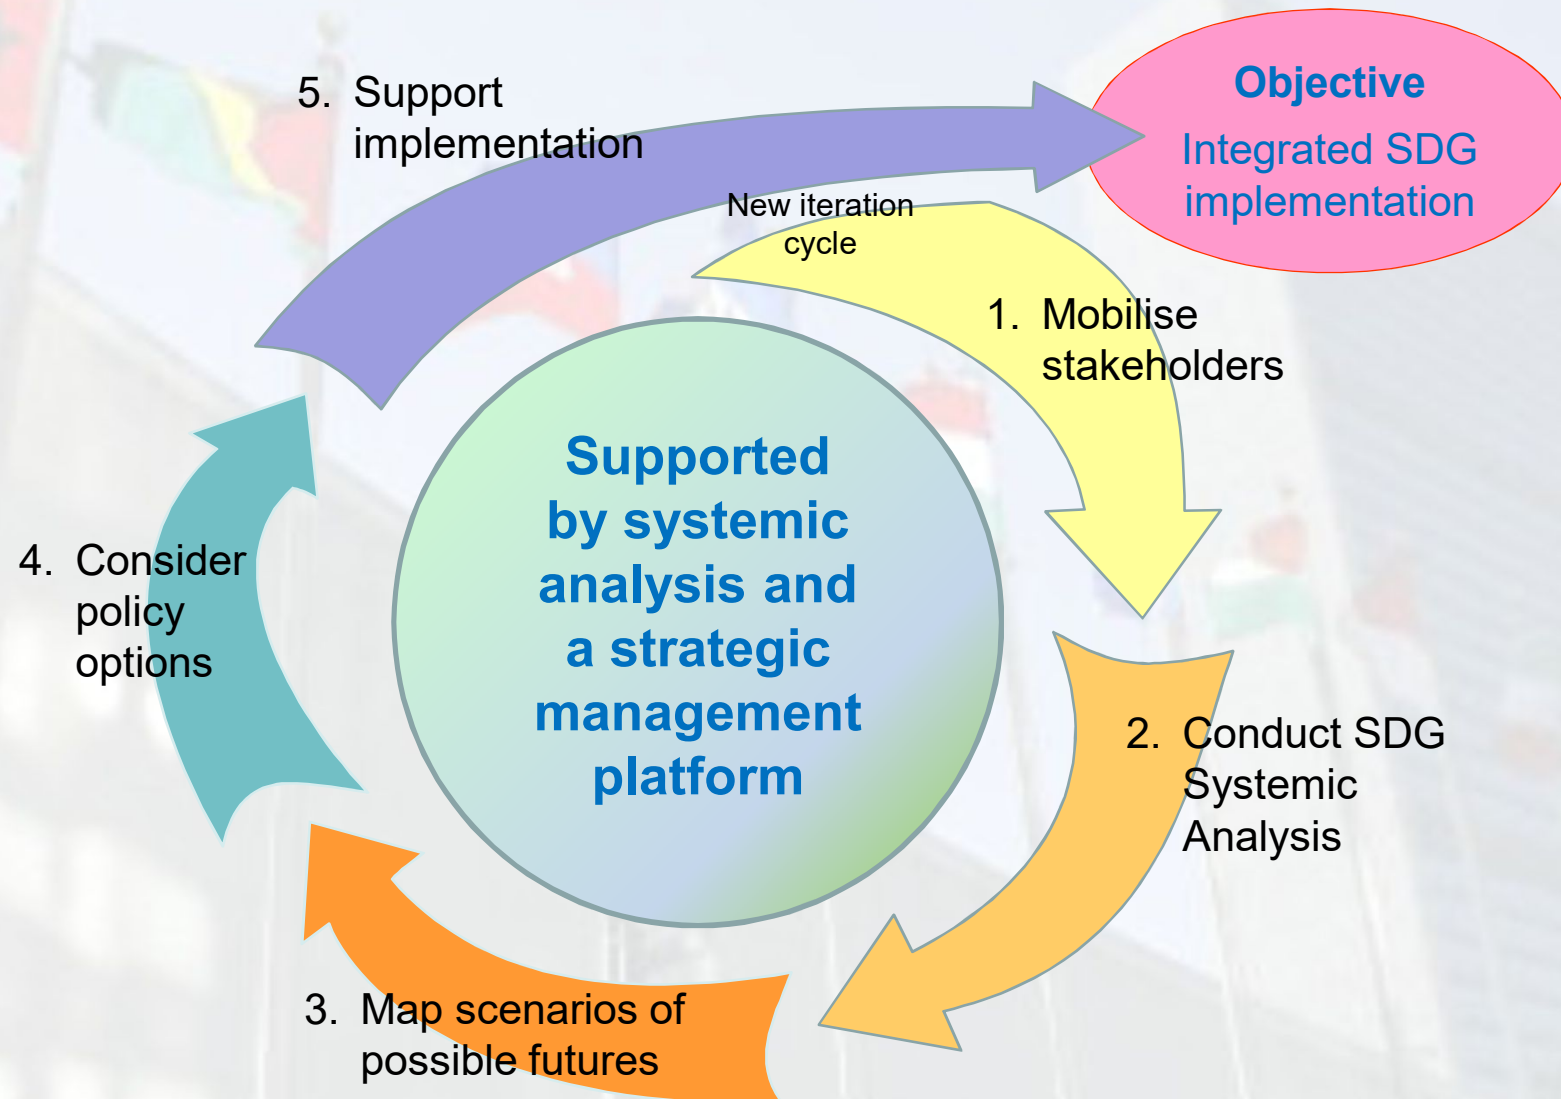 5. Support
implementation
Objective
Integrated SDG
implementation
New iteration
cycle
1. Mobilise
stakeholders
Supported
by systemic
analysis and
a strategic
management
platform
4. Consider
policy
options
2. Conduct SDG
Systemic
Analysis
3. Map scenarios of
possible futures